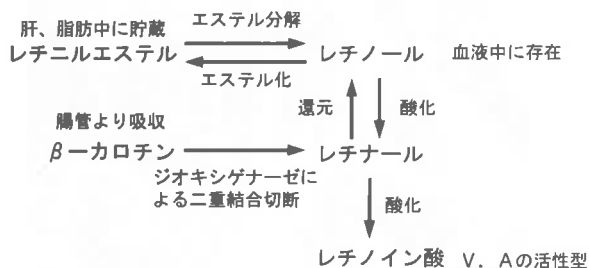 肝、脂肪中に貯蔵
エステル分解
レチニルエステル
レチノール
血液中に存在
エステル化
還元
酸化
腸管より吸収
βーカロチン
レチナール
ジオキシゲナーゼに
よる二重結合切断
酸化
レチノイン酸
V．Aの活性型